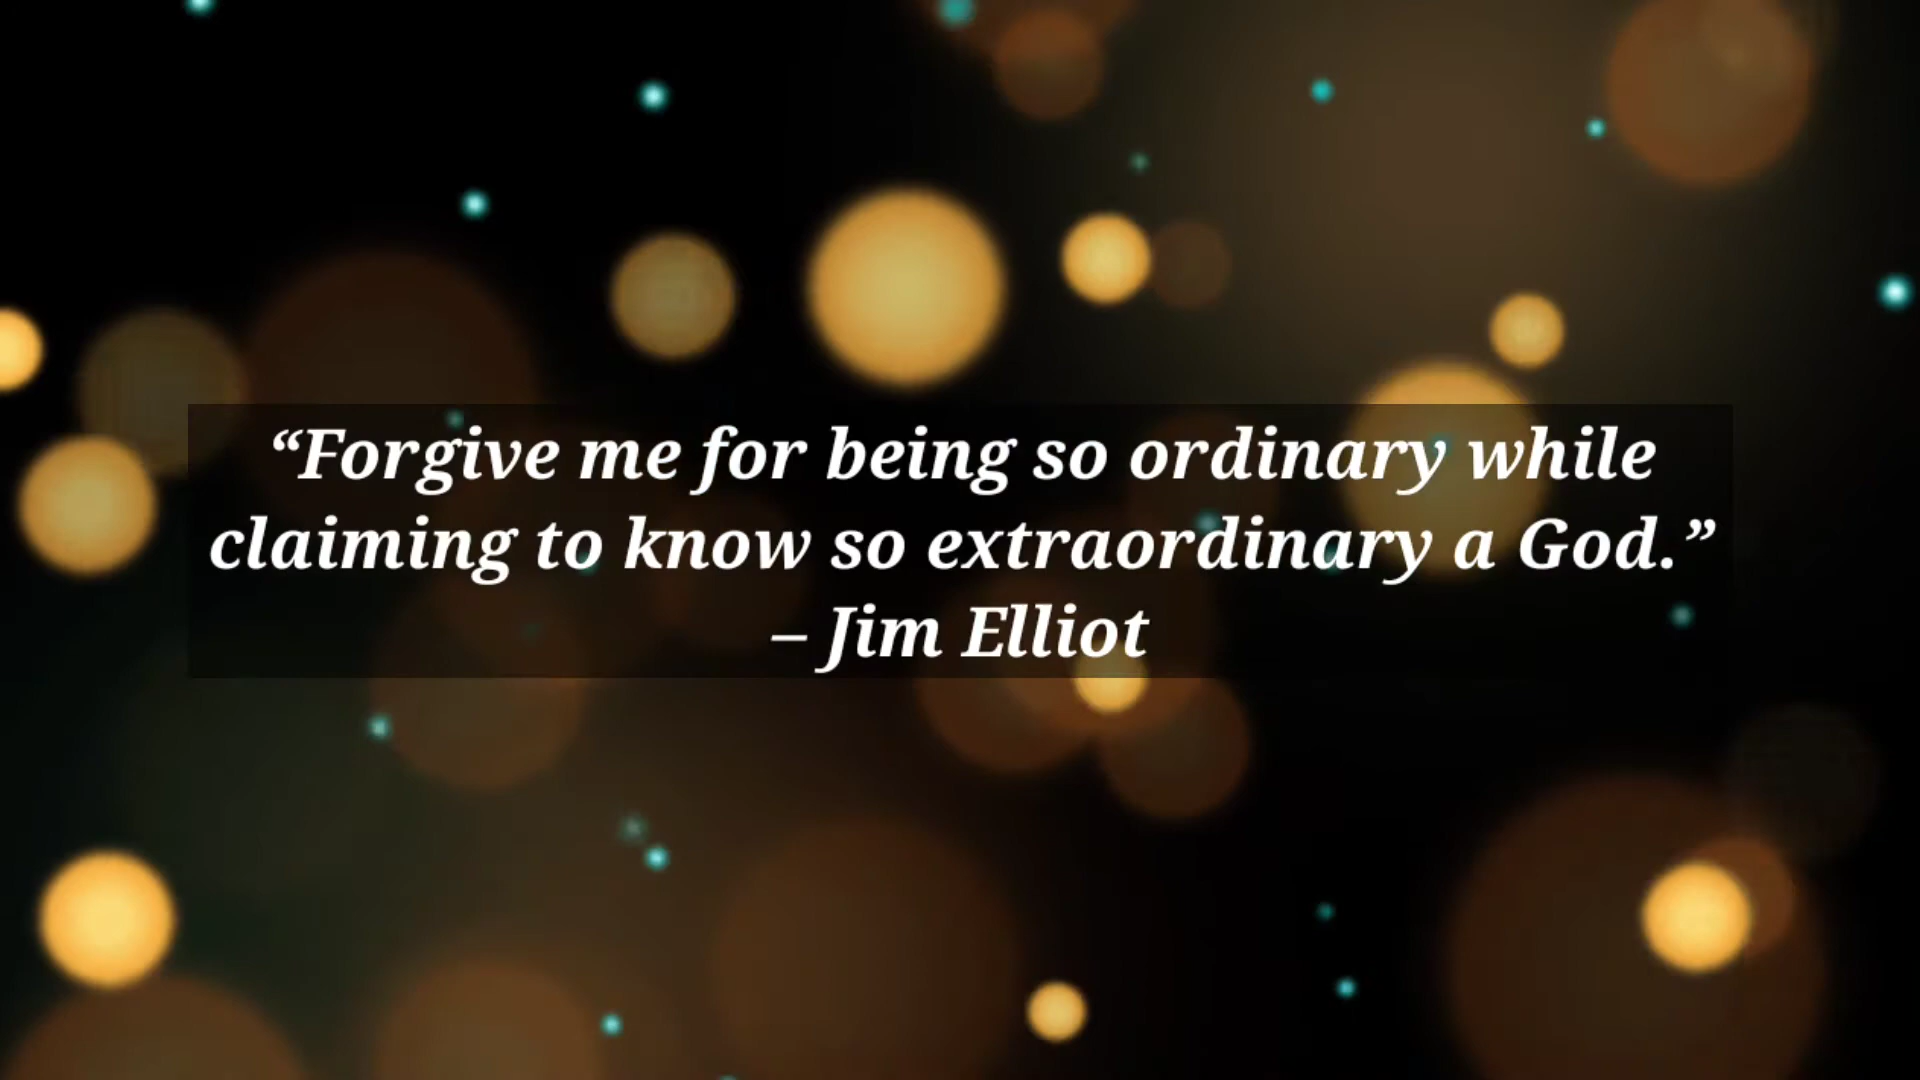 “Forgive me for being so ordinary while
claiming to know so extraordinary a God.”
– Jim Elliot